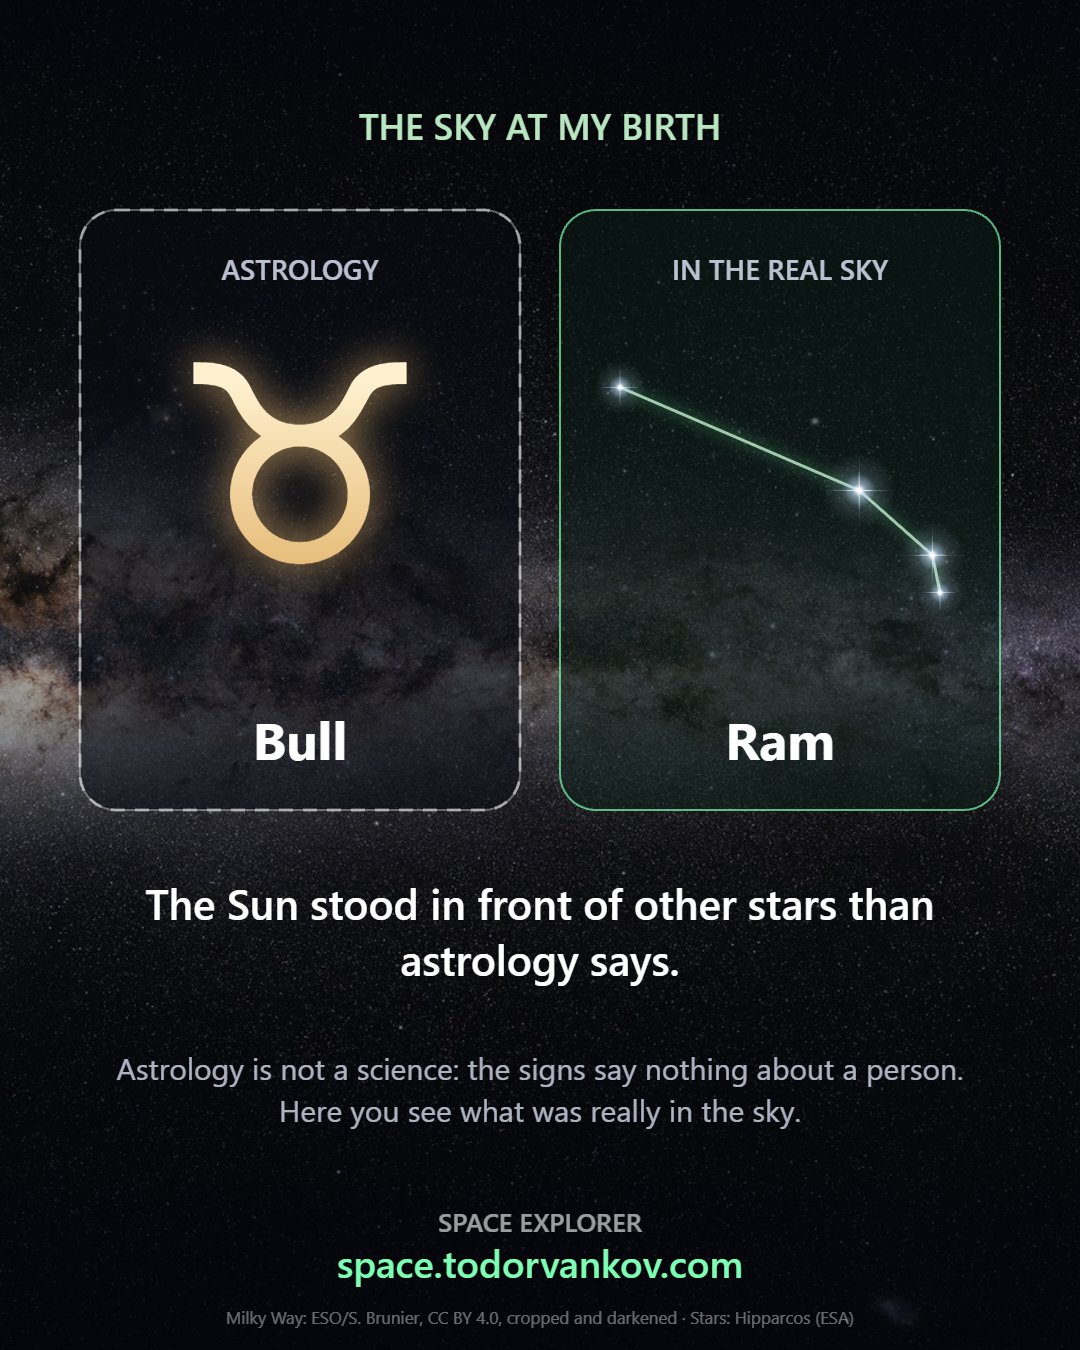 THE SKY AT MY BIRTH
ASTROLOGY
IN THE REAL SKY
Bull
Ram
The Sun stood in front of other stars than
astrology says.
Astrology is not a science: the signs say nothing about a person.
Here you see what was really in the sky.
SPACE EXPLORER
space.todorvankov.com
Milky Way: ESO/S. Brunier, CC BY 4.0, cropped and darkened · Stars: Hipparcos (ESA)